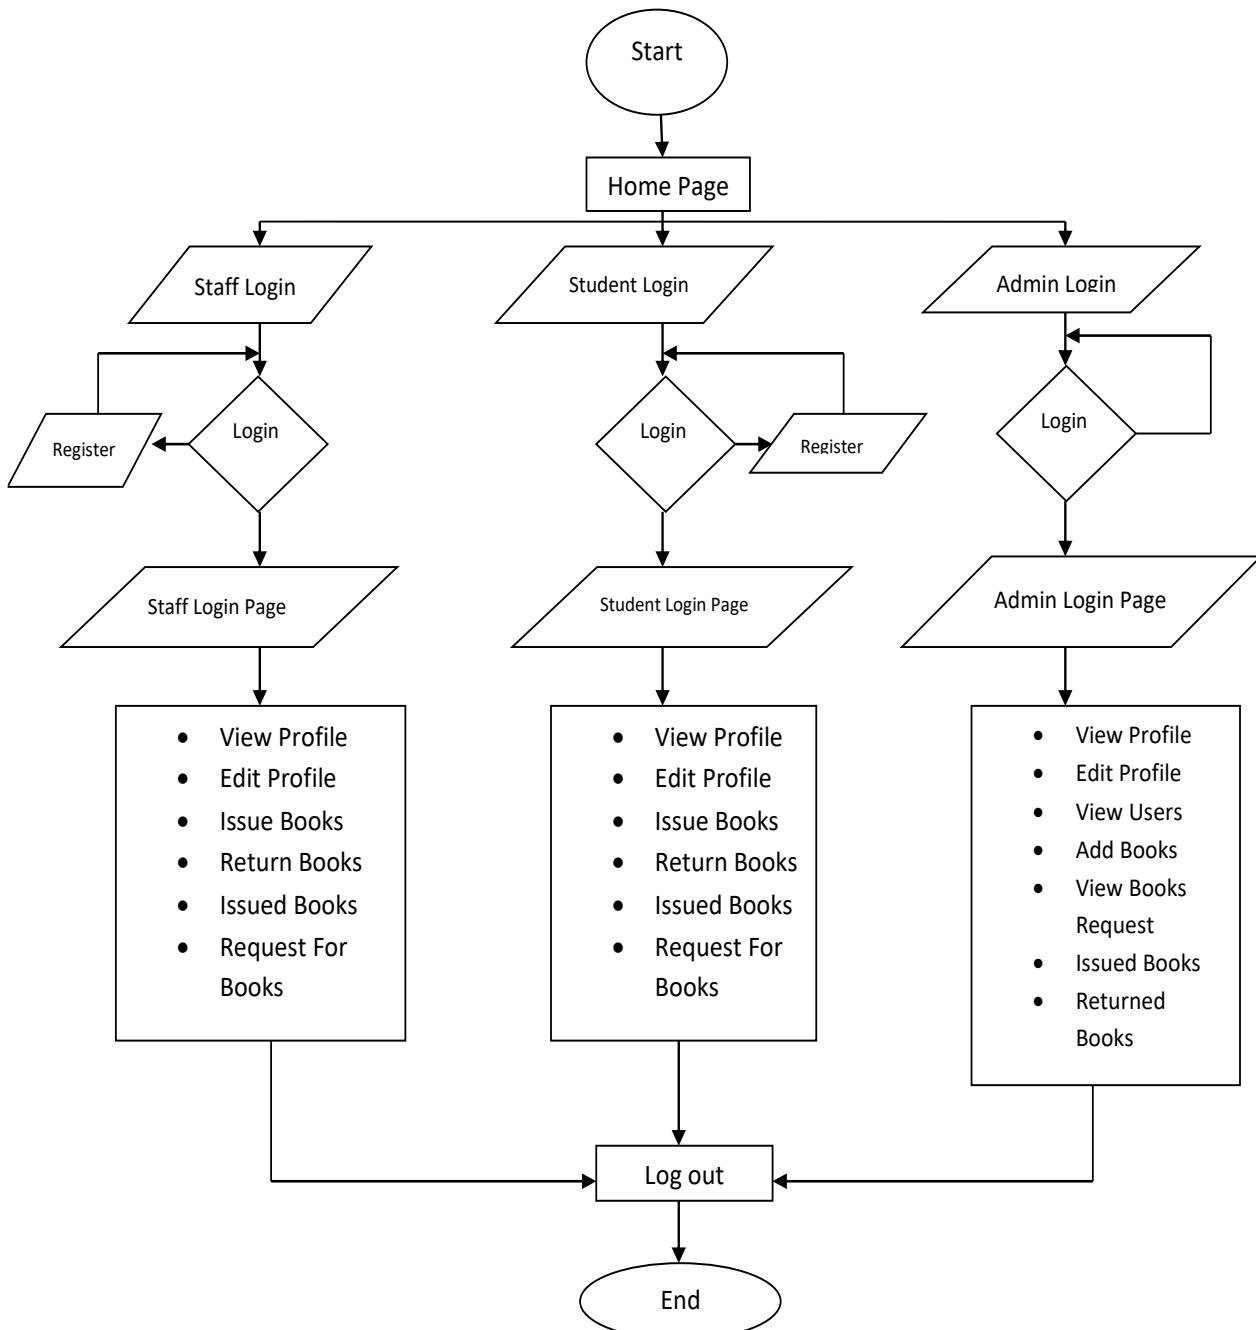 Start
Home Page
Staff Login
Student Login
Admin Login
Login
Register
Login
Register
Login
Staff Login Page
Student Login Page
Admin Login Page
• View Profile
• Edit Profile
• Issue Books
• Return Books
• Issued Books
• Request For
Books
• View Profile
• Edit Profile
• Issue Books
• Return Books
• Issued Books
• Request For
Books
• View Profile
• Edit Profile
• View Users
• Add Books
• View Books
Request
• Issued Books
• Returned
Books
Log out
End